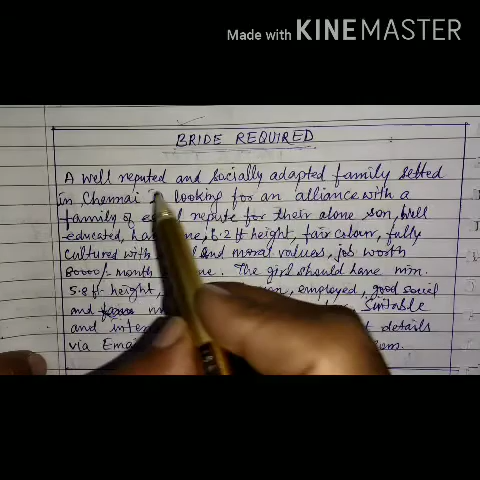 Made with KINEMASTER
BRIDE REQUIRED
A well reputed and socially adapted family settled
in Chennai looking for an alliance with a
family of repute for their alone son, well
educated, 6.2 ft height, fair colour, fully
cultured with and moral values, job worth
80000/- month The girl should have min.
5.8 ft height, employed, good social
and Suitable
and details
via